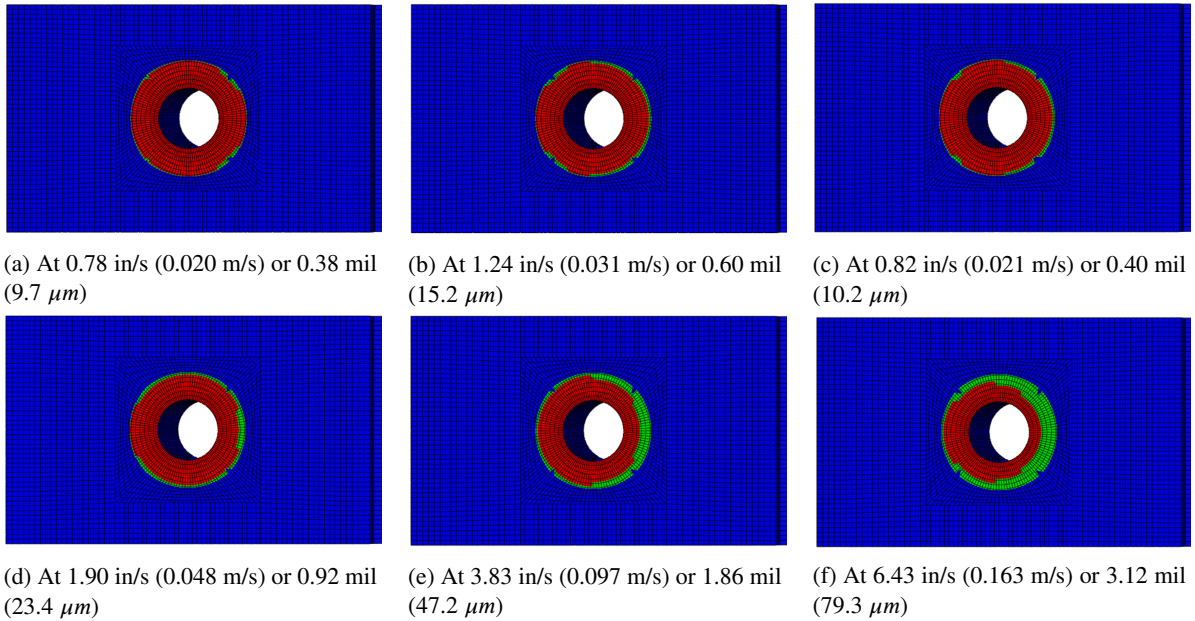 (a) At 0.78 in/s (0.020 m/s) or 0.38 mil
(9.7 µm)
(b) At 1.24 in/s (0.031 m/s) or 0.60 mil
(15.2 µm)
(c) At 0.82 in/s (0.021 m/s) or 0.40 mil
(10.2 µm)
(d) At 1.90 in/s (0.048 m/s) or 0.92 mil
(23.4 µm)
(e) At 3.83 in/s (0.097 m/s) or 1.86 mil
(47.2 µm)
(f) At 6.43 in/s (0.163 m/s) or 3.12 mil
(79.3 µm)